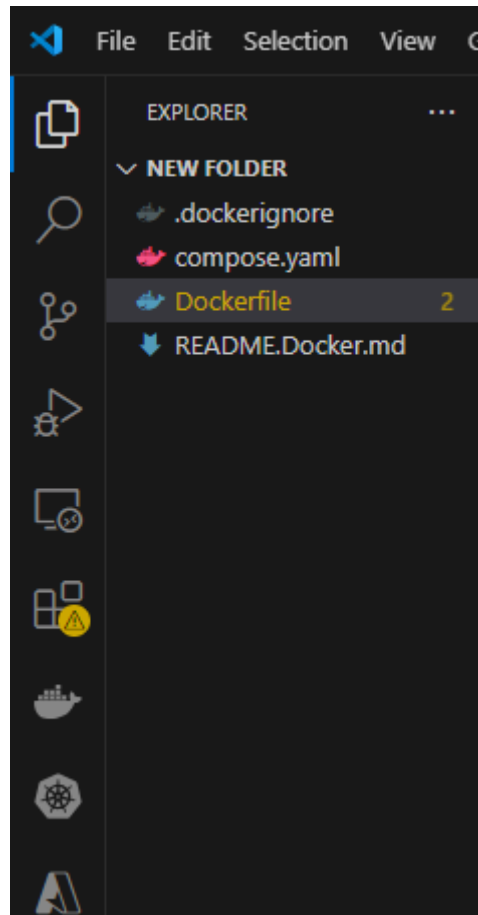 File Edit Selection View G
EXPLORER ...
NEW FOLDER
.dockerignore
compose.yaml
Dockerfile 2
README.Docker.md